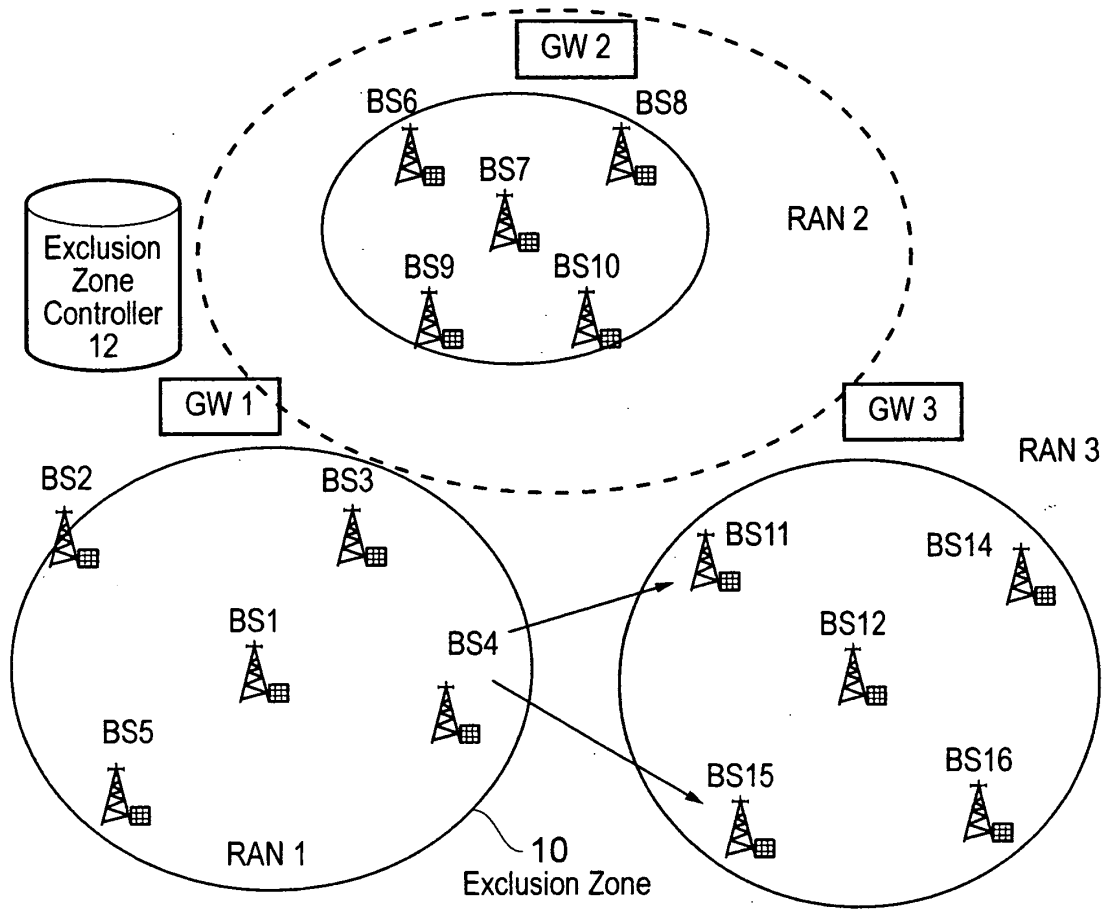 GW 2
BS6
BS8
BS7
RAN 2
Exclusion
Zone
Controller
12
BS9
BS10
GW 1
GW 3
RAN 3
BS2
BS3
BS11
BS14
BS1
BS4
BS12
BS5
BS15
BS16
RAN 1
10
Exclusion Zone